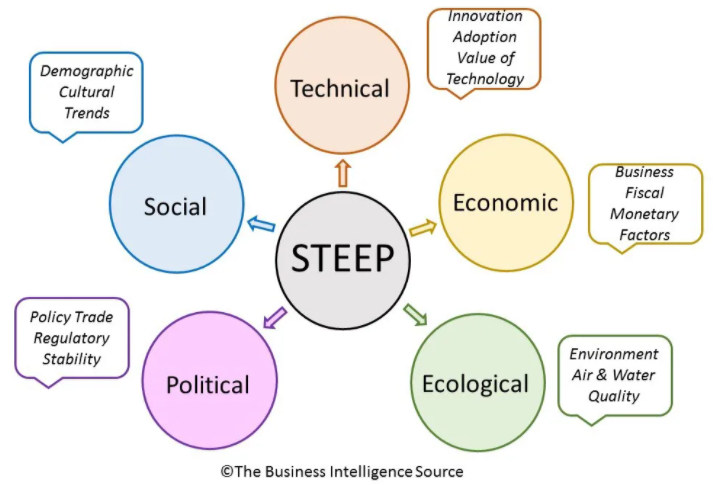 Innovation
Adoption
Value of
Technology
Technical
Demographic
Cultural
Trends
Social
Economic
Business
Fiscal
Monetary
Factors
STEEP
Policy Trade
Regulatory
Stability
Political
Ecological
Environment
Air & Water
Quality
©The Business Intelligence Source